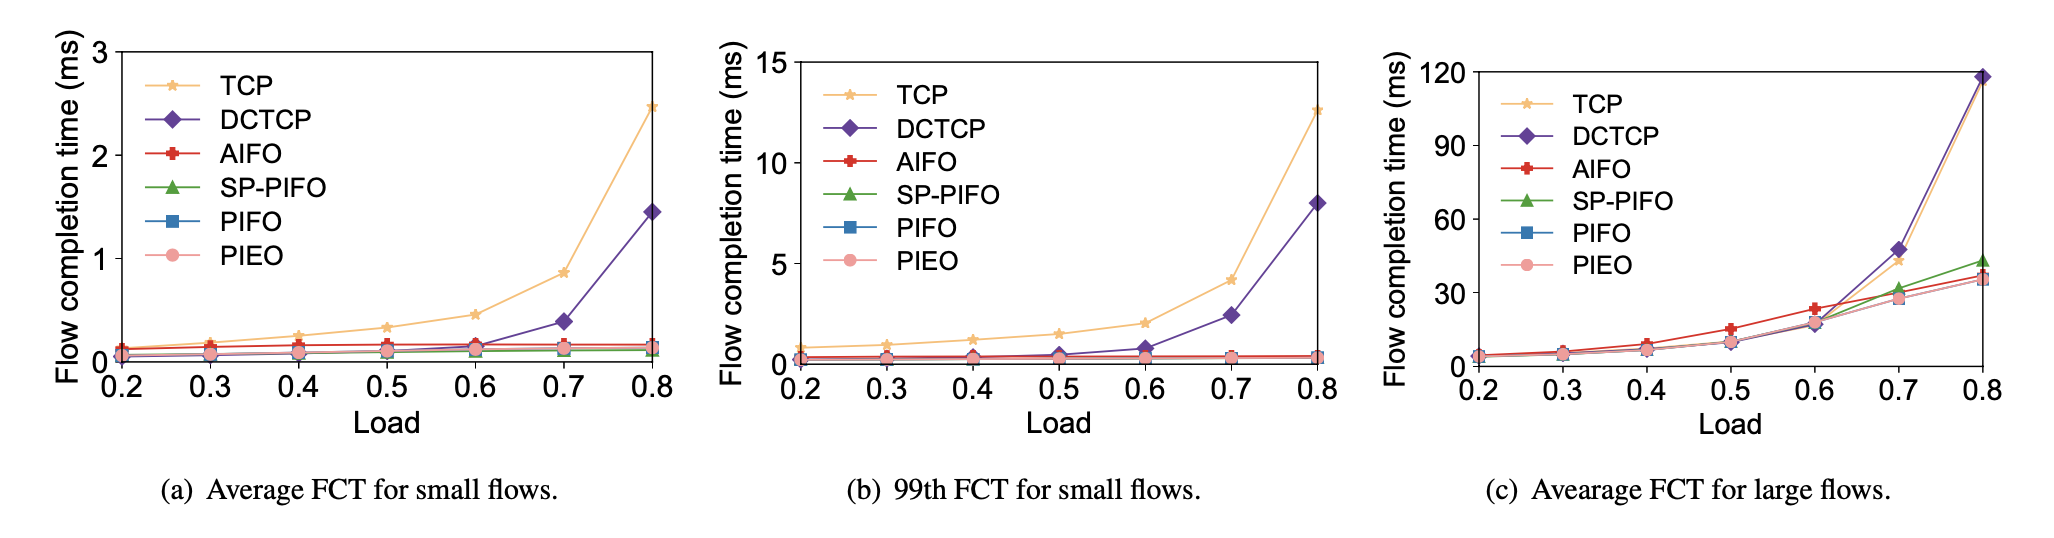 Flow completion time (ms)
3
2
1
0
TCP
DCTCP
AIFO
SP-PIFO
PIFO
PIEO
0.2 0.3 0.4 0.5 0.6 0.7 0.8
Load
(a) Average FCT for small flows.
Flow completion time (ms)
15
10
5
0
TCP
DCTCP
AIFO
SP-PIFO
PIFO
PIEO
0.2 0.3 0.4 0.5 0.6 0.7 0.8
Load
(b) 99th FCT for small flows.
Flow completion time (ms)
120
90
60
30
0
TCP
DCTCP
AIFO
SP-PIFO
PIFO
PIEO
0.2 0.3 0.4 0.5 0.6 0.7 0.8
Load
(c) Avearage FCT for large flows.